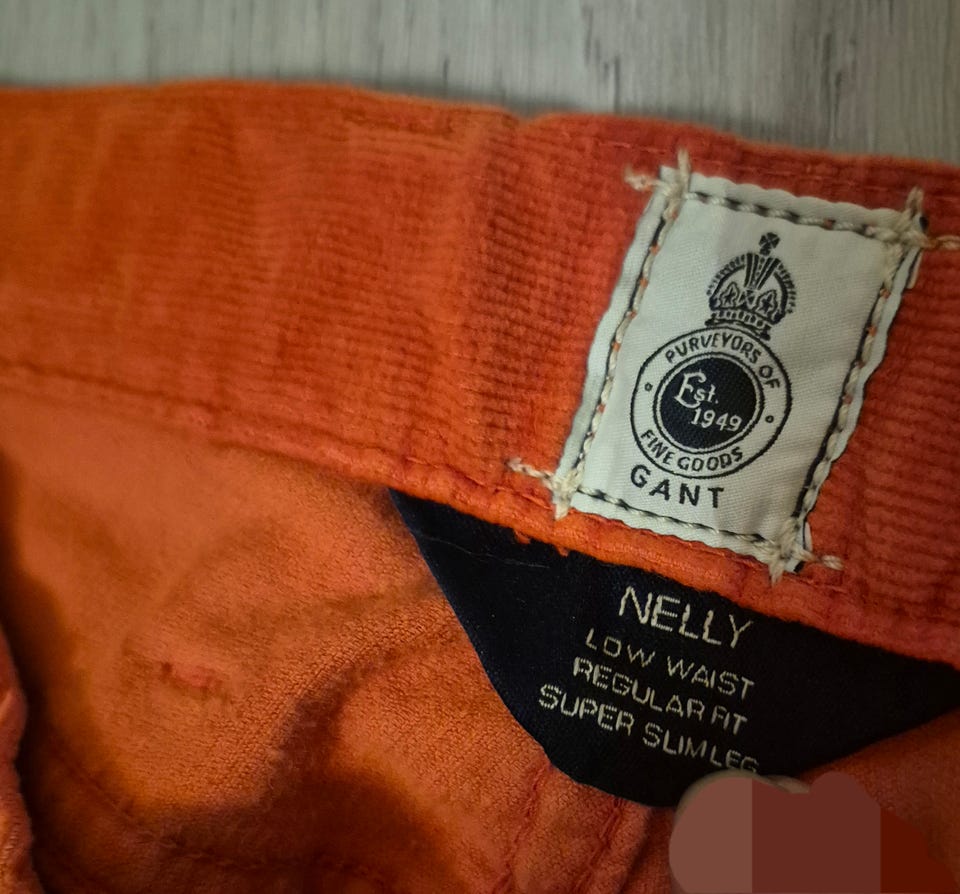 PURVEYORS OF
Est.
1949
FINE GOODS
GANT
NELLY
LOW WAIST
REGULAR FIT
SUPER SLIM LEG